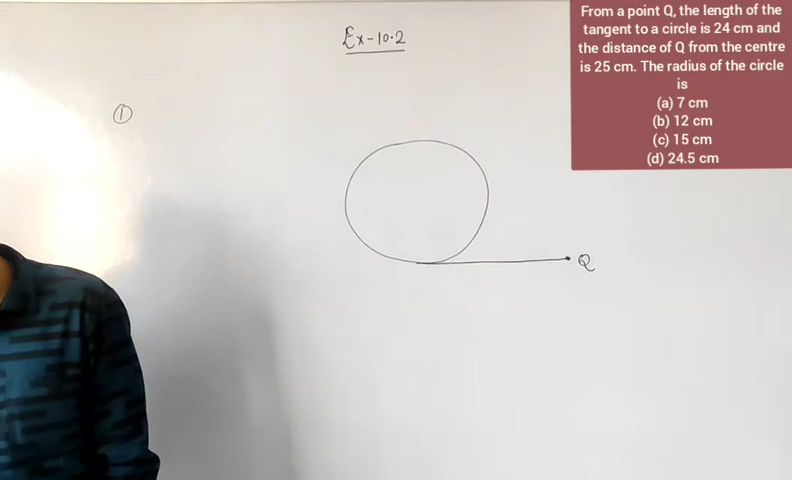 Ex-10.2
From a point Q, the length of the
tangent to a circle is 24 cm and
the distance of Q from the centre
is 25 cm. The radius of the circle
is
(a) 7 cm
(b) 12 cm
(c) 15 cm
(d) 24.5 cm
①
Q